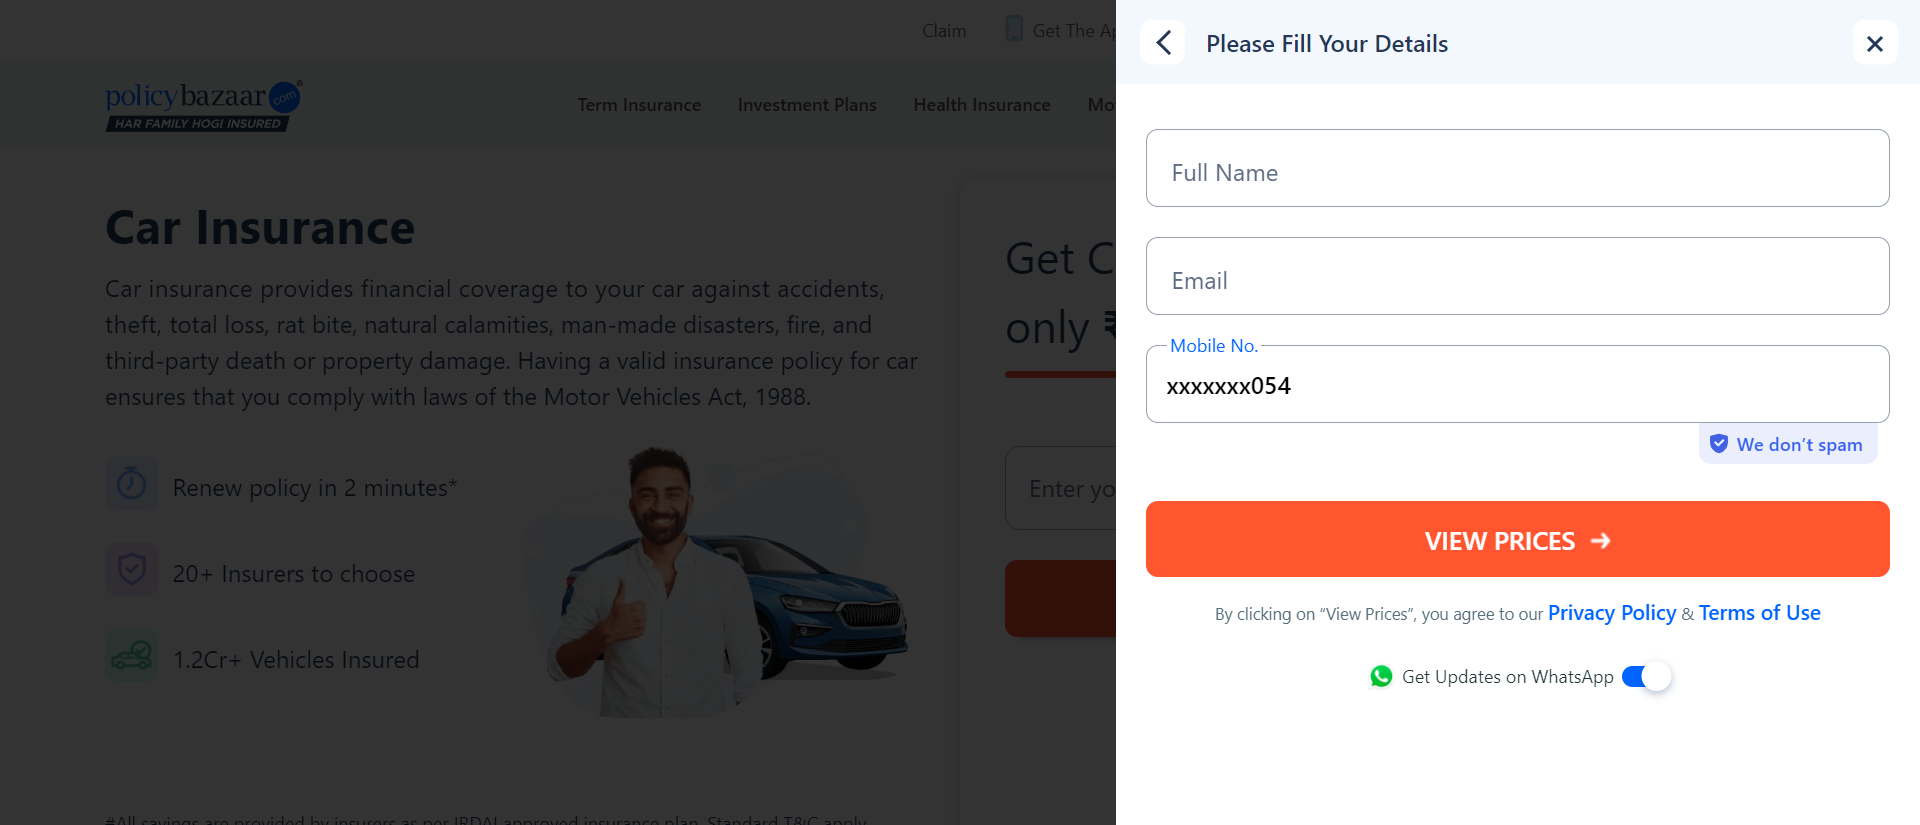 Claim
Get The Ap
policybazaar.com®
HAR FAMILY HOGI INSURED
Term Insurance
Investment Plans
Health Insurance
Mo
Car Insurance
Car insurance provides financial coverage to your car against accidents,
theft, total loss, rat bite, natural calamities, man-made disasters, fire, and
third-party death or property damage. Having a valid insurance policy for car
ensures that you comply with laws of the Motor Vehicles Act, 1988.
Renew policy in 2 minutes*
20+ Insurers to choose
1.2Cr+ Vehicles Insured
#All savings are provided by insurers as per IRDAI approved insurance plan. Standard T&C apply
Get C
only ₹
Enter yo
Please Fill Your Details
Full Name
Email
Mobile No.
xxxxxxx054
We don’t spam
VIEW PRICES →
By clicking on “View Prices”, you agree to our Privacy Policy & Terms of Use
Get Updates on WhatsApp